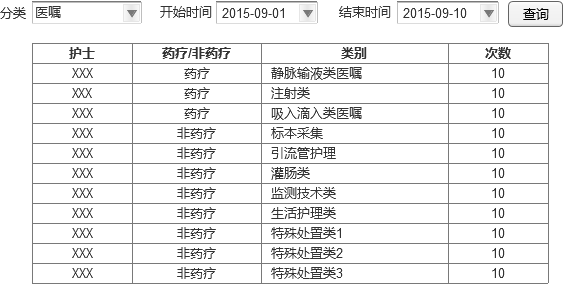 分类 医嘱 开始时间 2015-09-01 结束时间 2015-09-10 查询
护士 药疗/非药疗 类别 次数
XXX 药疗 静脉输液类医嘱 10
XXX 药疗 注射类 10
XXX 药疗 吸入滴入类医嘱 10
XXX 非药疗 标本采集 10
XXX 非药疗 引流管护理 10
XXX 非药疗 灌肠类 10
XXX 非药疗 监测技术类 10
XXX 非药疗 生活护理类 10
XXX 非药疗 特殊处置类1 10
XXX 非药疗 特殊处置类2 10
XXX 非药疗 特殊处置类3 10